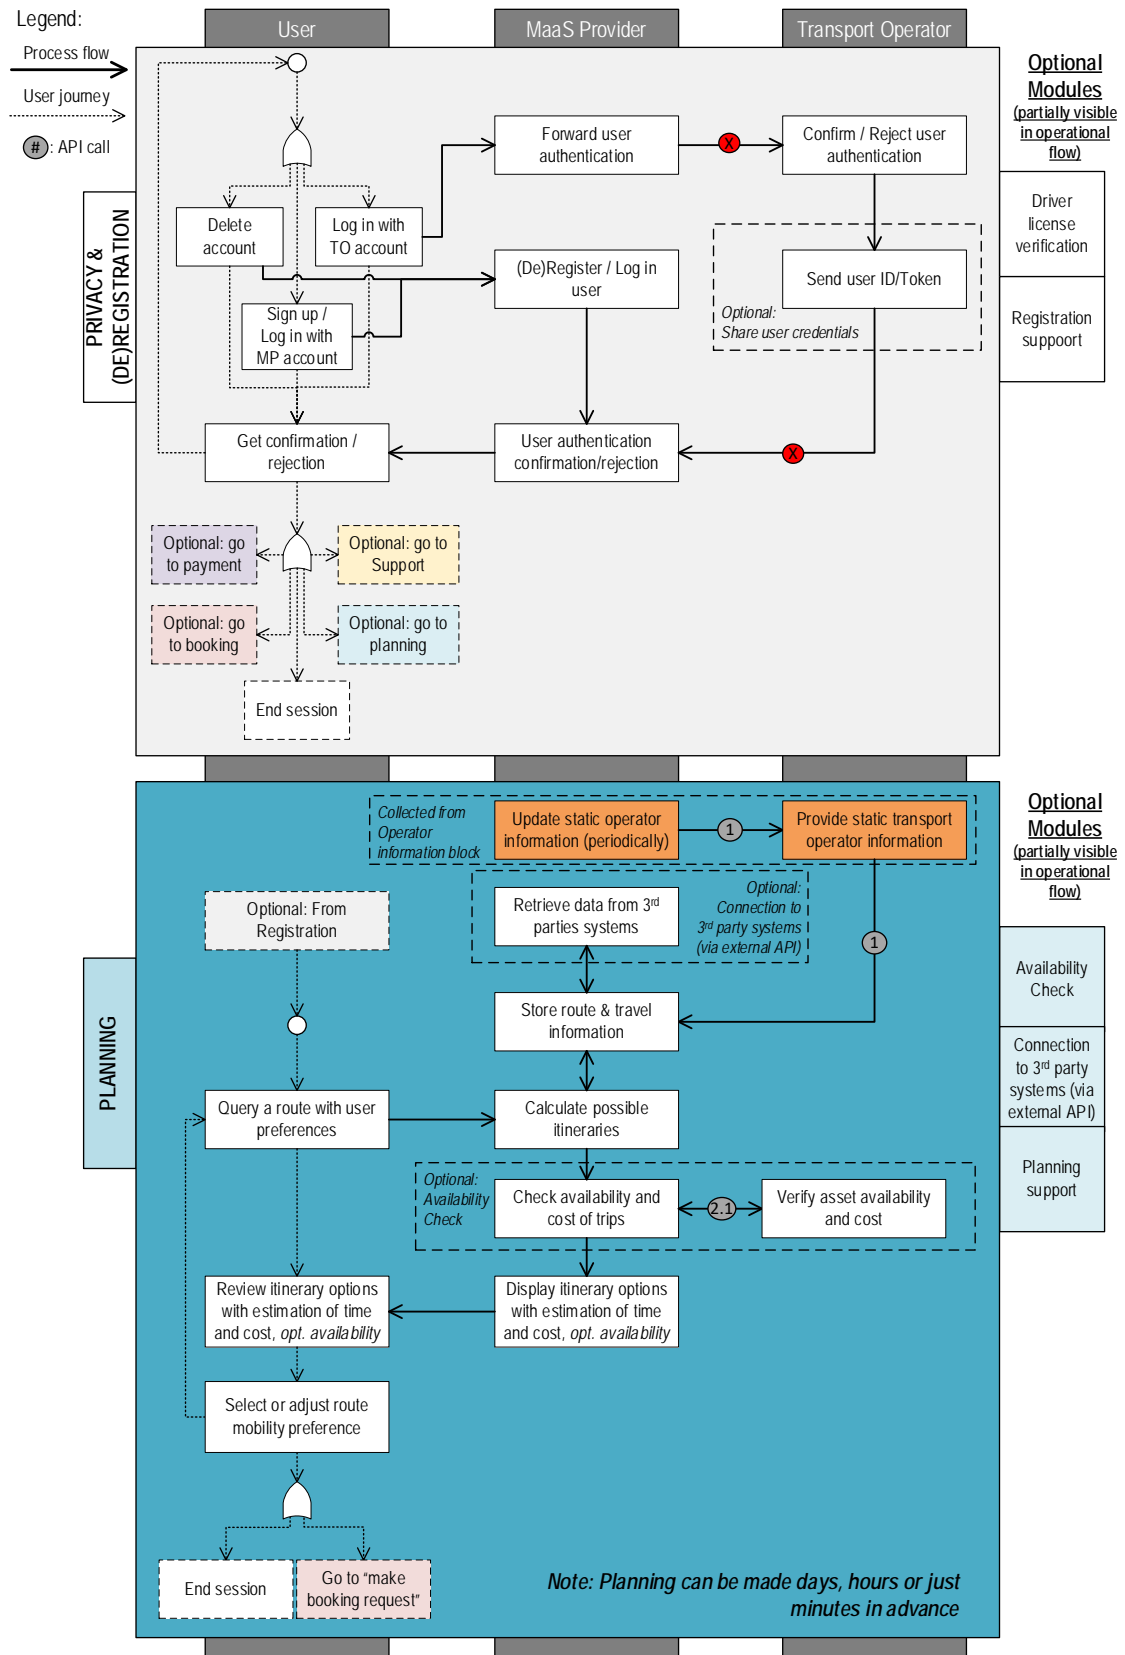 Legend:
Process flow
User journey
#: API call
User
MaaS Provider
Transport Operator
Optional
Modules
(partially visible
in operational
flow)
PRIVACY &
(DE)REGISTRATION
Forward user
authentication
X
Confirm / Reject user
authentication
Delete
account
Log in with
TO account
Driver
license
verification
(De)Register / Log in
user
Send user ID/Token
Optional:
Share user credentials
Sign up /
Log in with
MP account
Registration
suppoort
Get confirmation /
rejection
User authentication
confirmation/rejection
X
Optional: go
to payment
Optional: go to
Support
Optional: go
to booking
Optional: go to
planning
End session
PLANNING
Collected from
Operator
information block
Update static operator
information (periodically)
1
Provide static transport
operator information
Optional
Modules
(partially visible
in operational
flow)
Optional: From
Registration
Retrieve data from 3rd
parties systems
Optional:
Connection to
3rd party systems
(via external API)
1
Availability
Check
Store route & travel
information
Connection
to 3rd party
systems (via
external API)
Query a route with user
preferences
Calculate possible
itineraries
Planning
support
Optional:
Availability
Check
Check availability and
cost of trips
2.1
Verify asset availability
and cost
Review itinerary options
with estimation of time
and cost, opt. availability
Display itinerary options
with estimation of time
and cost, opt. availability
Select or adjust route
mobility preference
End session
Go to “make
booking request”
Note: Planning can be made days, hours or just
minutes in advance